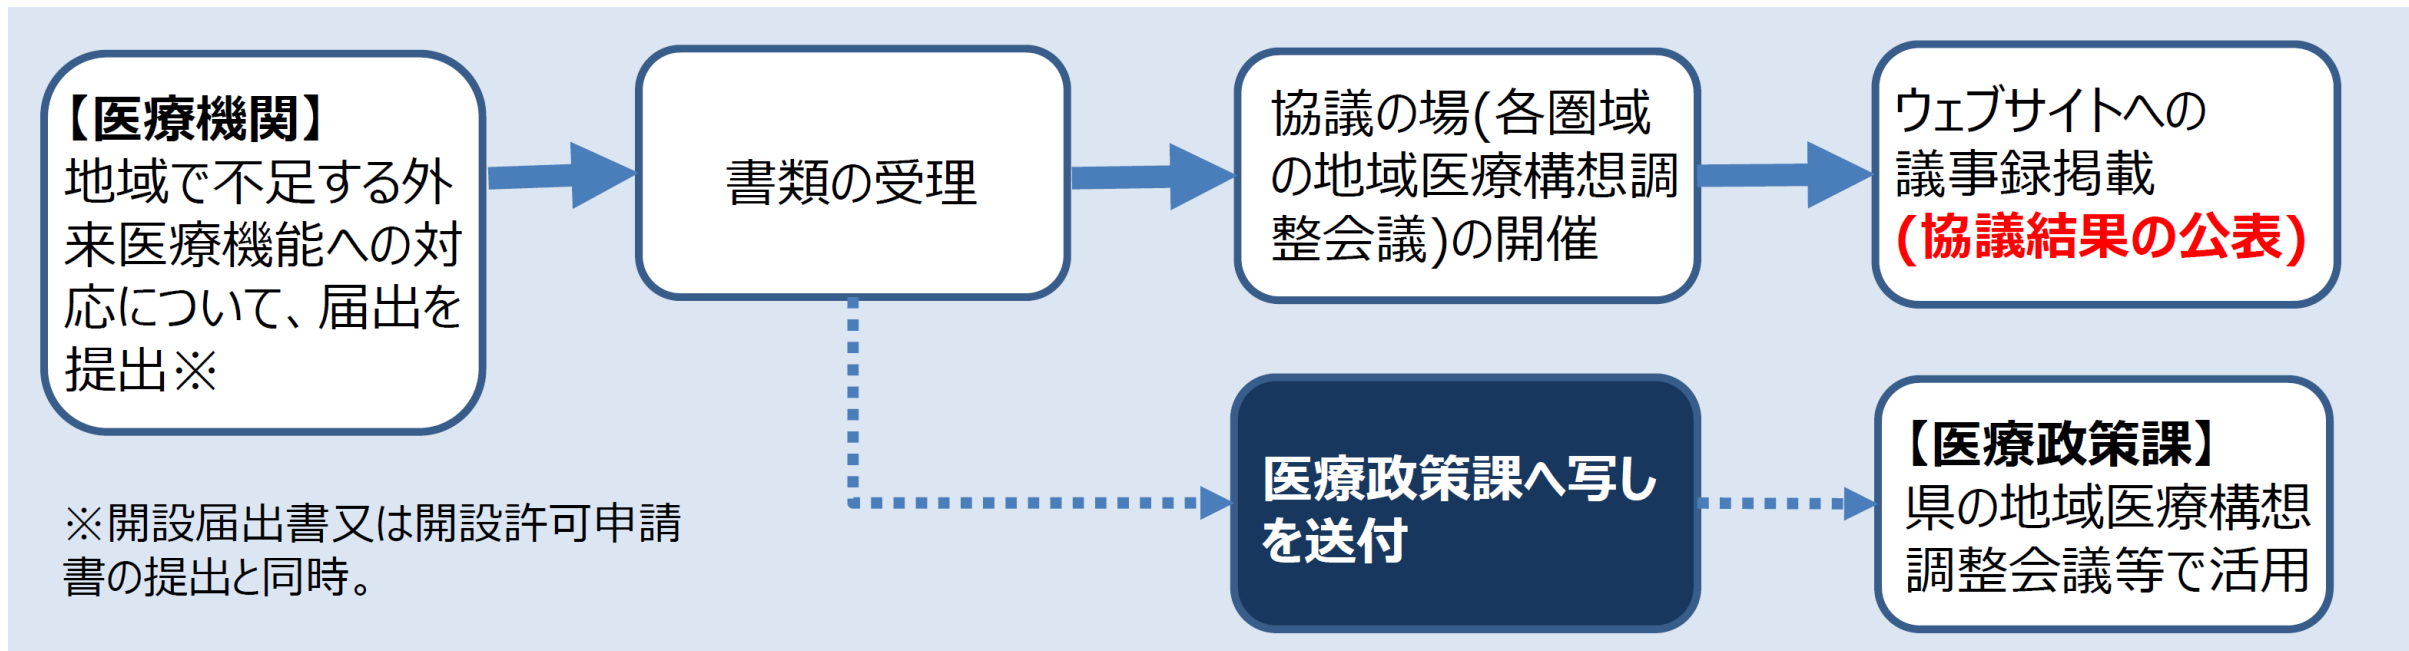 【医療機関】
地域で不足する外
来医療機能への対
応について、届出を
提出※
書類の受理
協議の場(各圏域
の地域医療構想調
整会議)の開催
ウェブサイトへの
議事録掲載
(協議結果の公表)
医療政策課へ写し
を送付
【医療政策課】
県の地域医療構想
調整会議等で活用
※開設届出書又は開設許可申請
書の提出と同時。